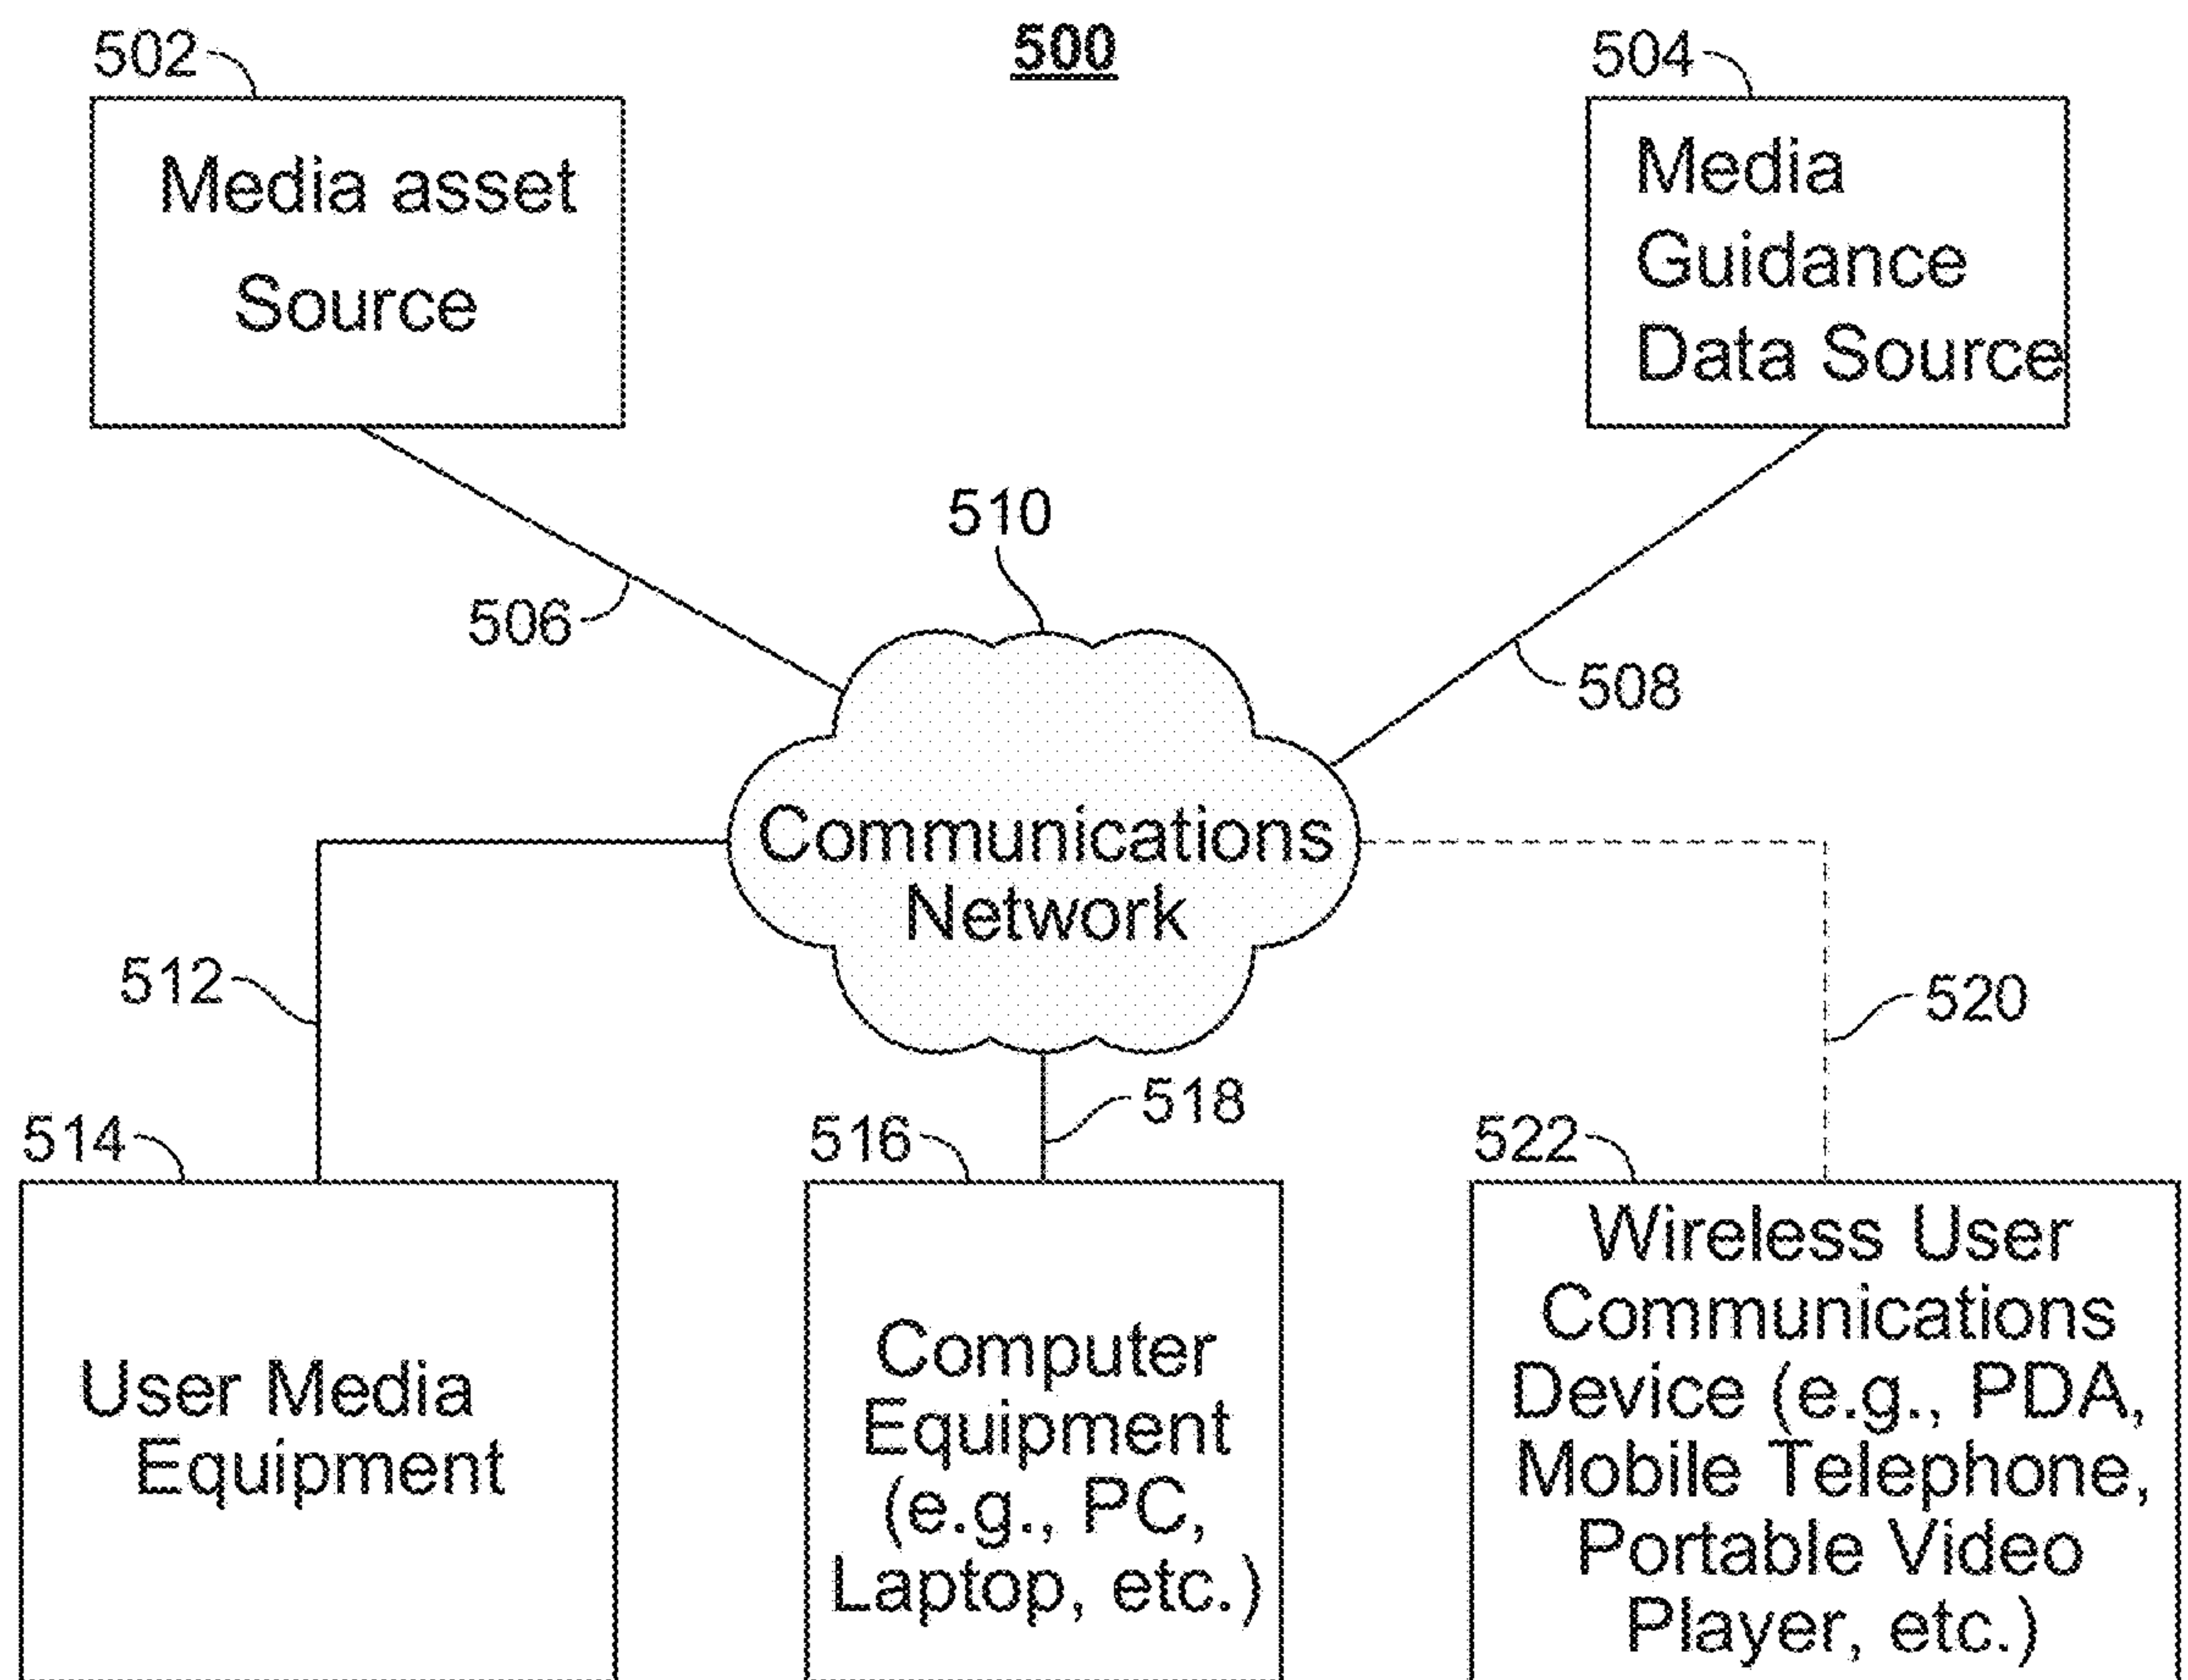 500
502
504
Media asset
Source
Media
Guidance
Data Source
510
506
508
Communications
Network
512
520
518
514
516
522
User Media
Equipment
Computer
Equipment
(e.g., PC,
Laptop, etc.)
Wireless User
Communications
Device (e.g., PDA,
Mobile Telephone,
Portable Video
Player, etc.)